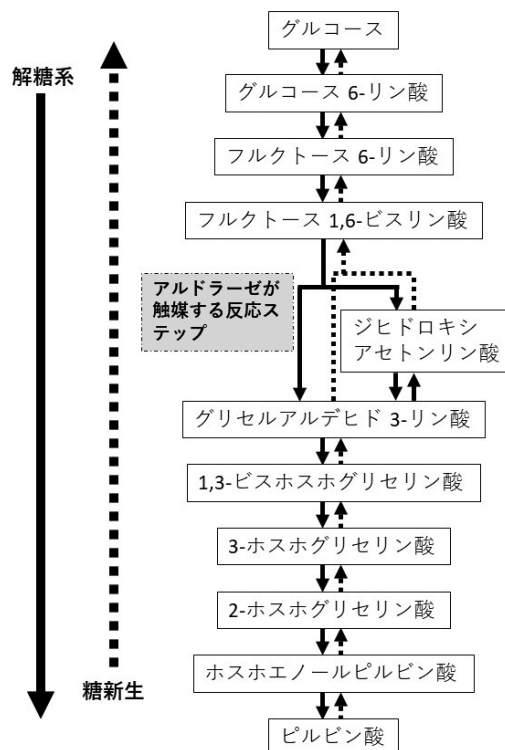 グルコース
解糖系
グルコース 6-リン酸
フルクトース 6-リン酸
フルクトース 1,6-ビスリン酸
アルドラーゼが
触媒する反応ス
テップ
ジヒドロキシ
アセトンリン酸
グリセルアルデヒド 3-リン酸
1,3-ビスホスホグリセリン酸
3-ホスホグリセリン酸
2-ホスホグリセリン酸
ホスホエノールピルビン酸
糖新生
ピルビン酸